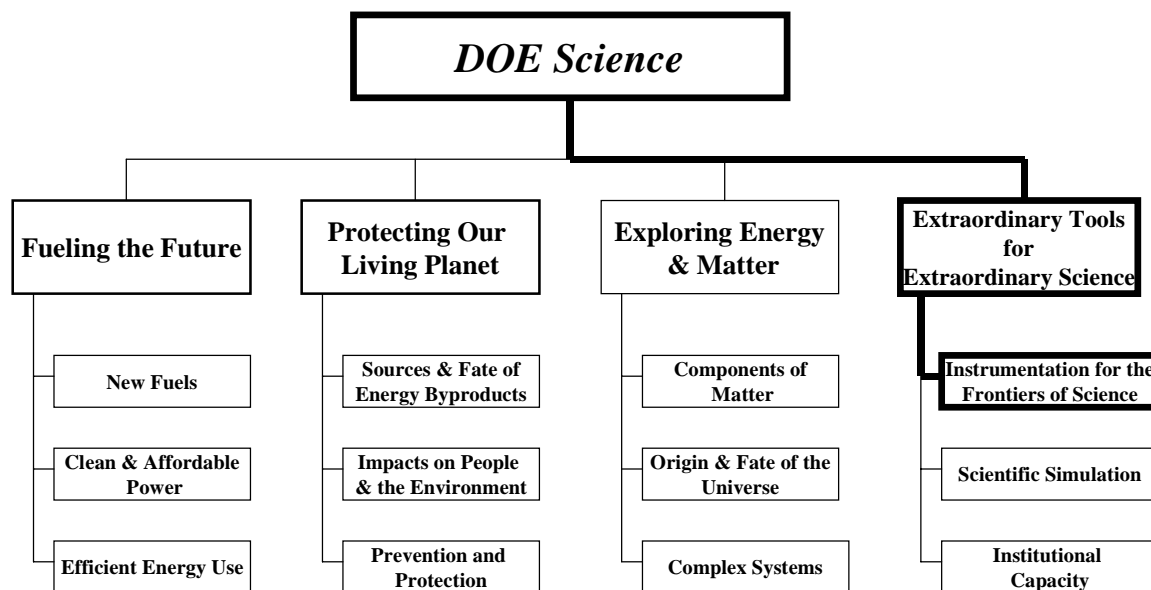 DOE Science
Fueling the Future
New Fuels
Clean & Affordable
Power
Efficient Energy Use
Protecting Our
Living Planet
Sources & Fate of
Energy Byproducts
Impacts on People
& the Environment
Prevention and
Protection
Exploring Energy
& Matter
Components of
Matter
Origin & Fate of the
Universe
Complex Systems
Extraordinary Tools
for
Extraordinary Science
Instrumentation for the
Frontiers of Science
Scientific Simulation
Institutional
Capacity